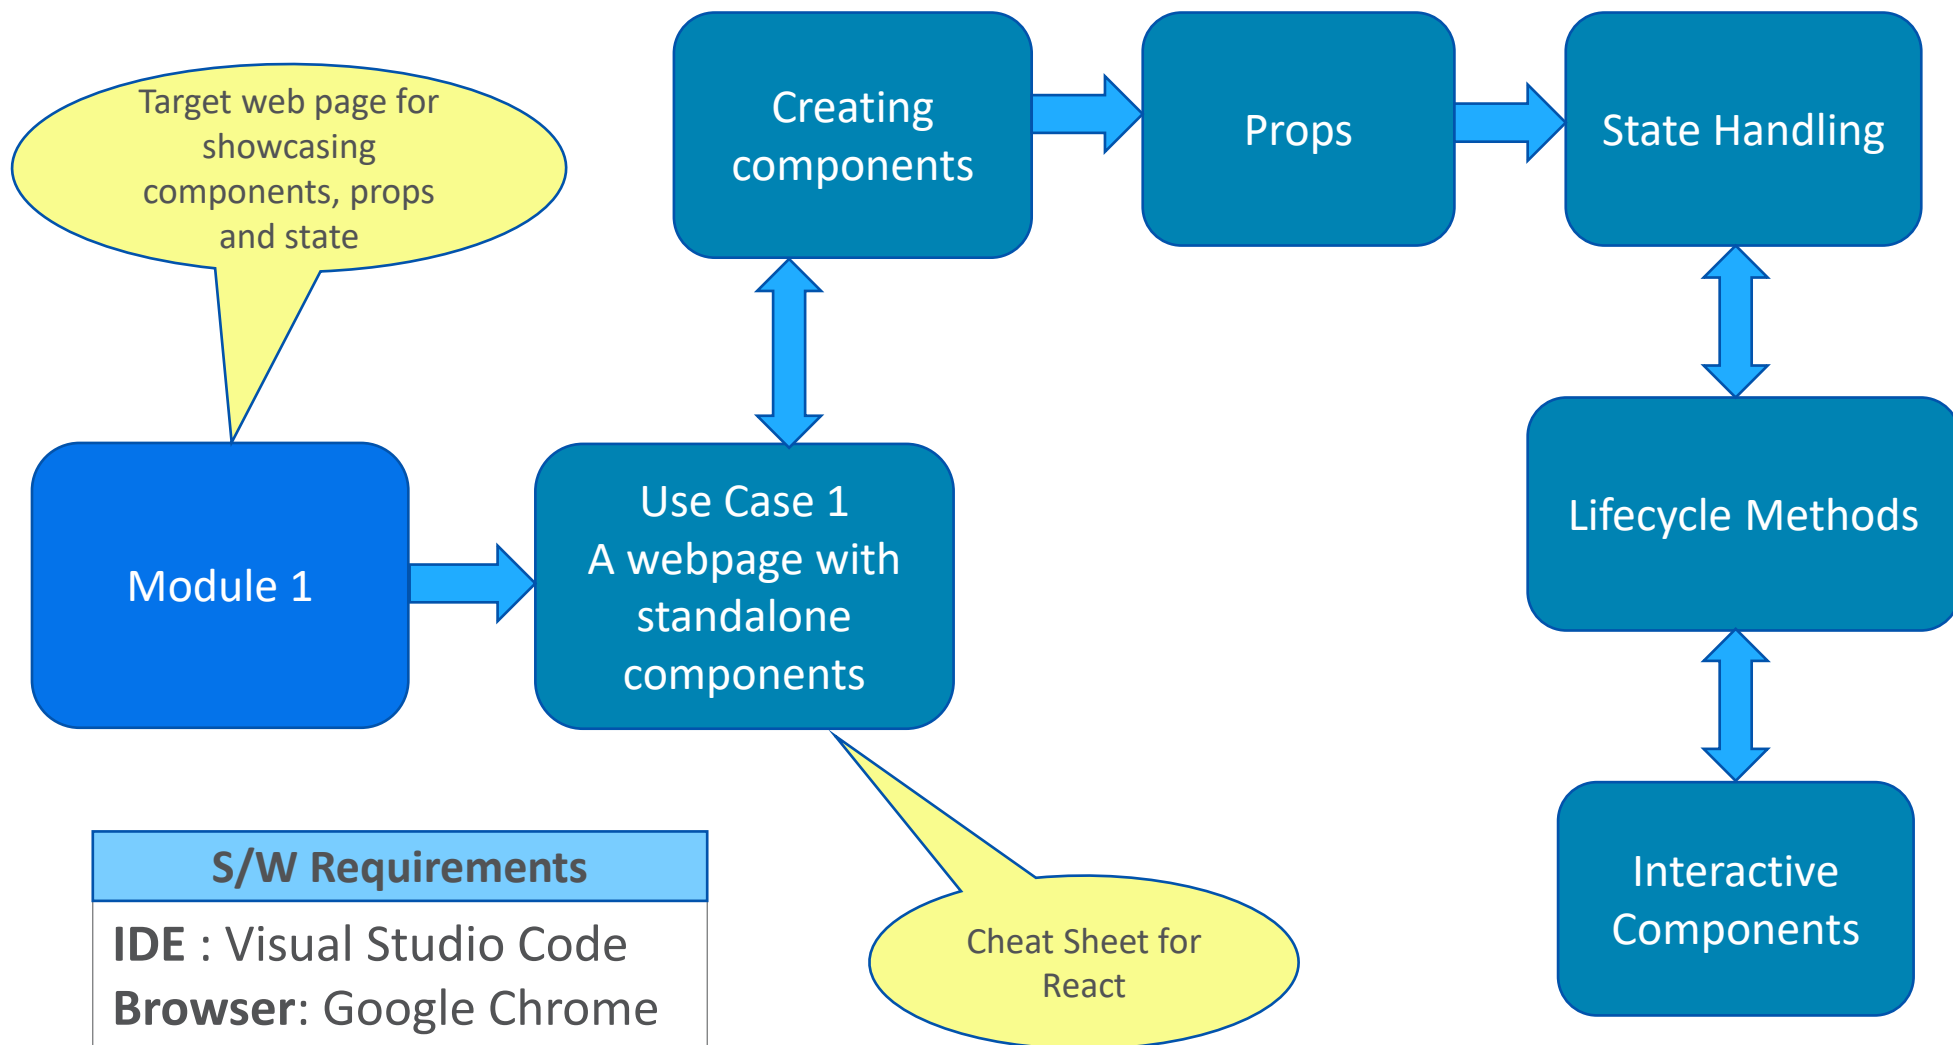 Target web page for
showcasing
components, props
and state
Creating
components
Props
State Handling
Module 1
Use Case 1
A webpage with
standalone
components
Lifecycle Methods
Interactive
Components
Cheat Sheet for
React
S/W Requirements
IDE : Visual Studio Code
Browser: Google Chrome